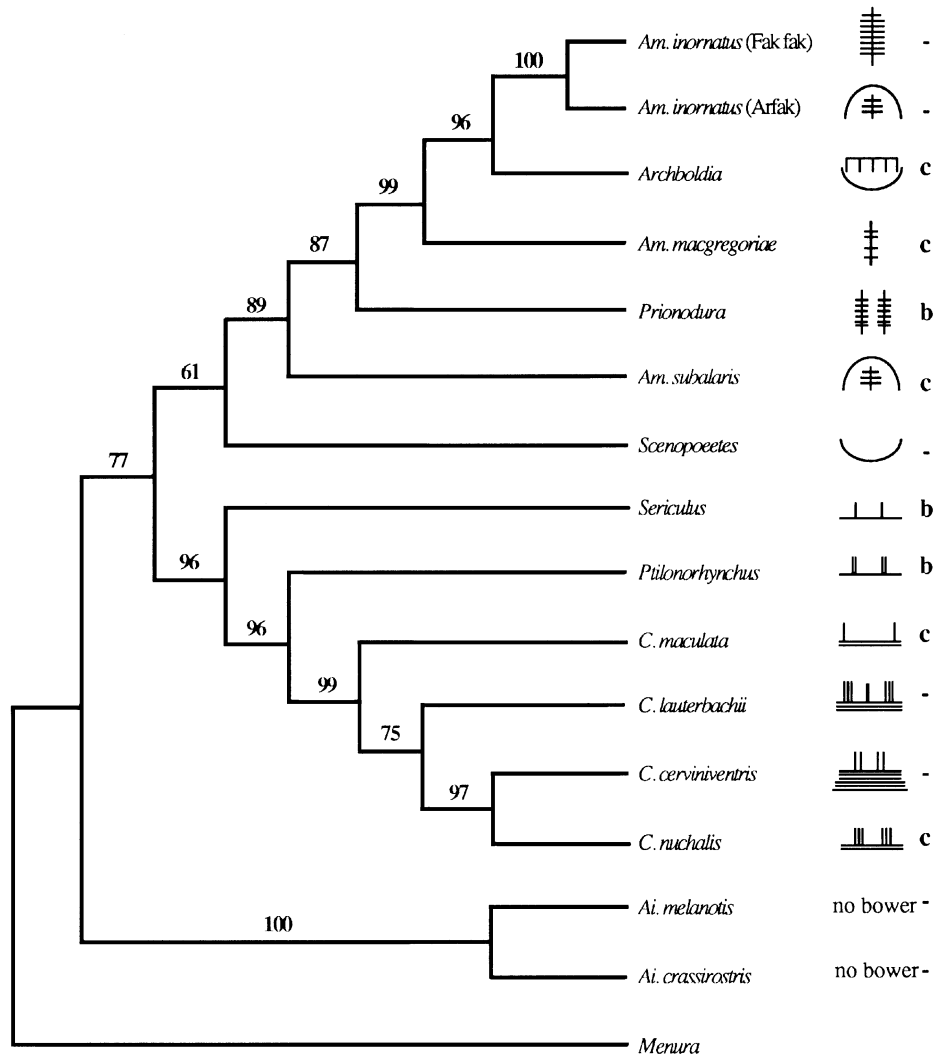 Am. inornatus (Fak fak) -
100
Am. inornatus (Arfak) -
96
Archboldia c
99
Am. macgregoriae c
87
Prionodura b
89
Am. subalaris c
61
Scenopoeetes -
77
Sericulus b
96
Ptilonorhynchus b
96
C. maculata c
99
C. lauterbachii -
75
C. cerviniventris -
97
C. nuchalis c
Ai. melanotis no bower -
100
Ai. crassirostris no bower -
Menura